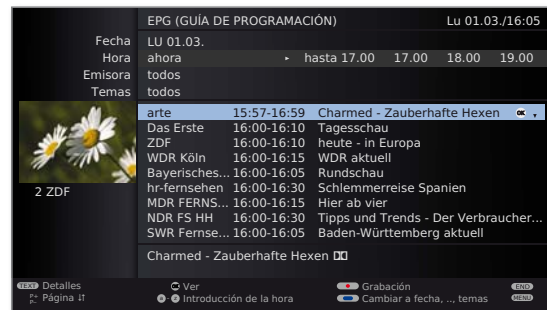 EPG (GUÍA DE PROGRAMACIÓN) Lu 01.03./16:05
Fecha LU 01.03.
Hora ahora ▸ hasta 17.00 17.00 18.00 19.00
Emisora todos
Temas todos
arte 15:57-16:59 Charmed - Zauberhafte Hexen OK
Das Erste 16:00-16:10 Tagesschau
ZDF 16:00-16:10 heute - in Europa
WDR Köln 16:00-16:15 WDR aktuell
Bayerisches... 16:00-16:05 Rundschau
hr-fernsehen 16:00-16:30 Schlemmerreise Spanien
MDR FERNS... 16:00-16:15 Hier ab vier
NDR FS HH 16:00-16:30 Tipps und Trends - Der Verbraucher...
SWR Fernse... 16:00-16:05 Baden-Württemberg aktuell
2 ZDF
Charmed - Zauberhafte Hexen
TEXT Detalles OK Ver Grabación END
P+ P- Página ↓↑ 0-9 Introducción de la hora Cambiar a fecha, .., temas MENU